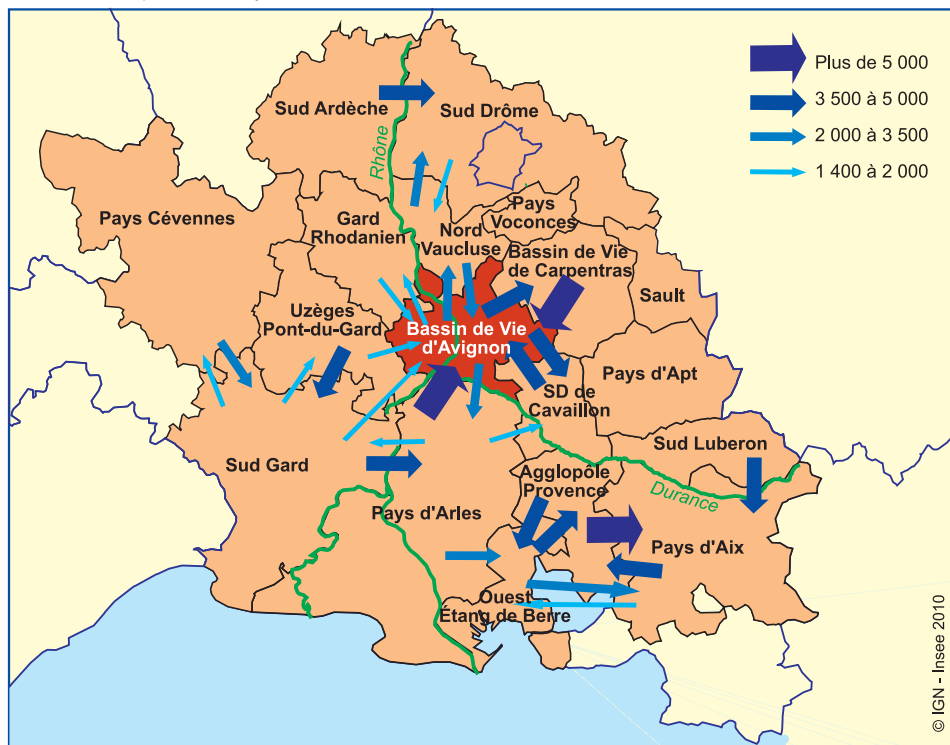 Plus de 5 000
3 500 à 5 000
2 000 à 3 500
1 400 à 2 000
Sud Ardèche
Sud Drôme
Rhône
Pays Cévennes
Gard
Rhodanien
Nord
Vaucluse
Pays
Voconces
Bassin de Vie
de Carpentras
Sault
Uzèges
Pont-du-Gard
Bassin de Vie
d'Avignon
Pays d'Apt
SD de
Cavaillon
Sud Luberon
Sud Gard
Agglopôle
Provence
Durance
Pays d'Arles
Pays d'Aix
Ouest
Étang de Berre
© IGN - Insee 2010